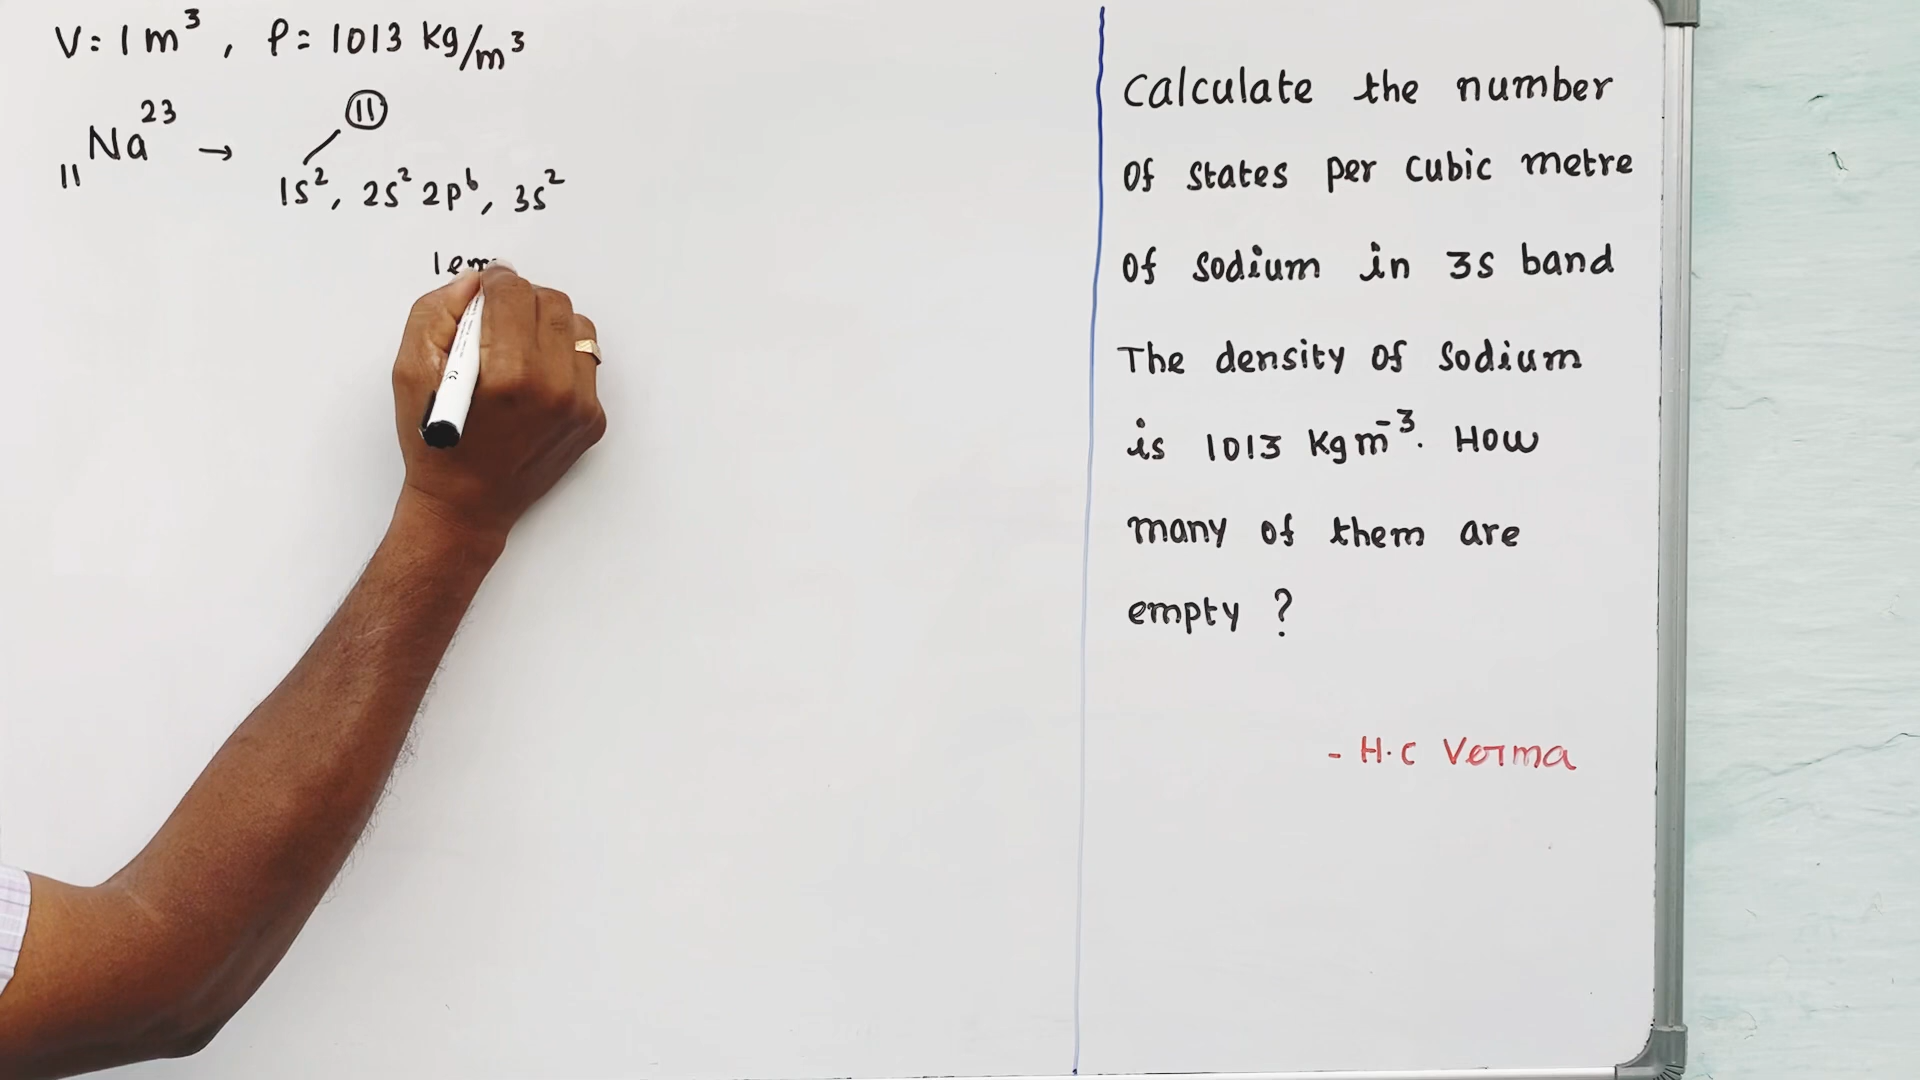 V = 1 m³, ρ = 1013 kg/m³
₁₁Na²³ → ⑪
1s², 2s² 2p⁶, 3s²
1em
Calculate the number
of states per cubic metre
of sodium in 3s band
The density of sodium
is 1013 kgm⁻³. How
many of them are
empty ?
- H.C Verma